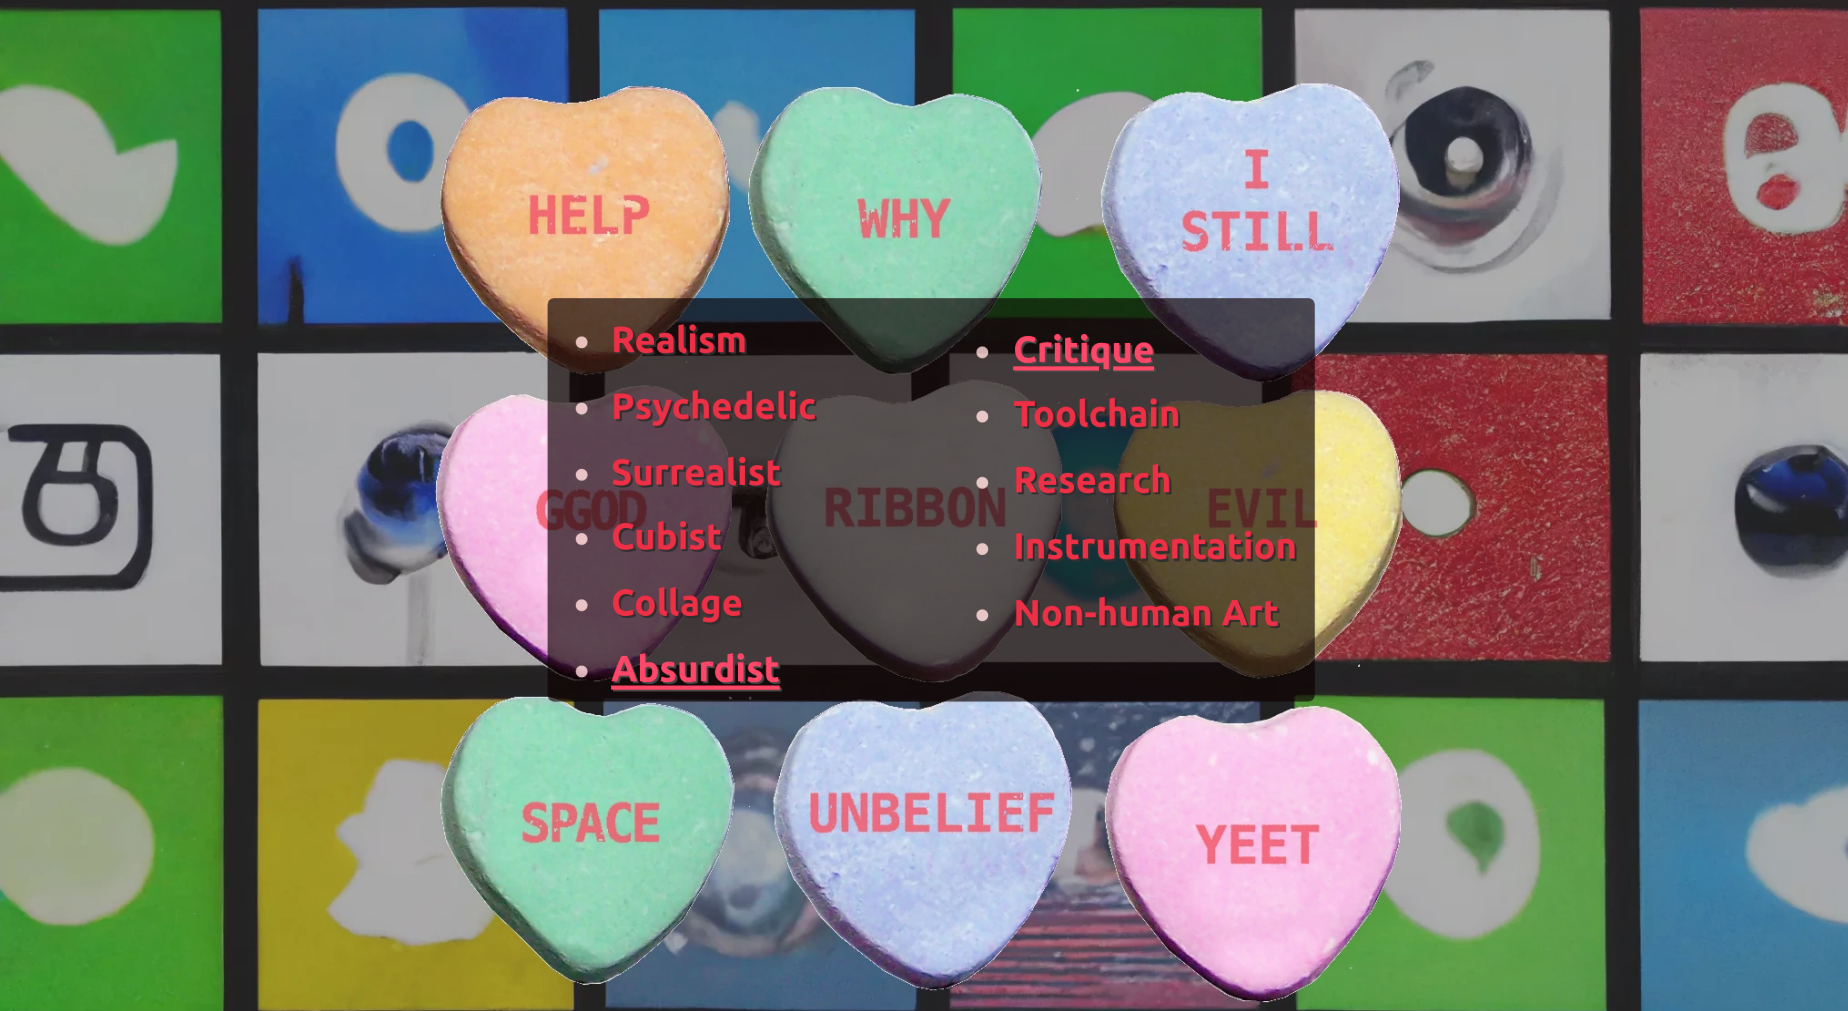 HELP
WHY
I
STILL
Realism
Psychedelic
Surrealist
Cubist
Collage
Absurdist
Critique
Toolchain
Research
Instrumentation
Non-human Art
GGOD
RIBBON
EVIL
SPACE
UNBELIEF
YEET